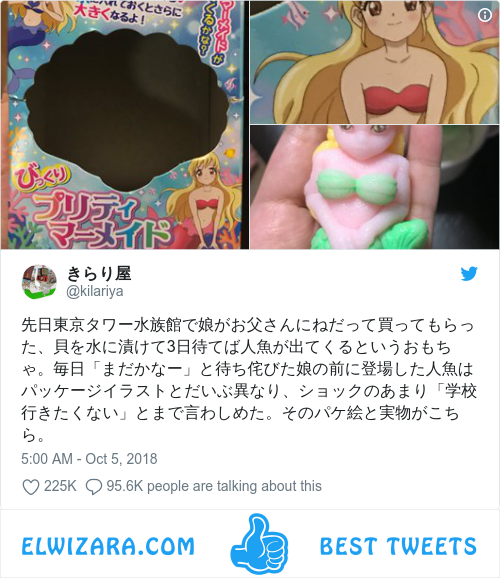 れておくとさらに
大きくなるよ！
マーメイドが
くるかな？
びっくり
プリティ
マーメイド
きらり屋
@kilariya
先日東京タワー水族館で娘がお父さんにねだって買ってもらっ
た、貝を水に漬けて3日待てば人魚が出てくるというおもち
ゃ。毎日「まだかなー」と待ち侘びた娘の前に登場した人魚は
パッケージイラストとだいぶ異なり、ショックのあまり「学校
行きたくない」とまで言わしめた。そのパケ絵と実物がこち
ら。
5:00 AM - Oct 5, 2018
225K 95.6K people are talking about this
ELWIZARA.COM BEST TWEETS